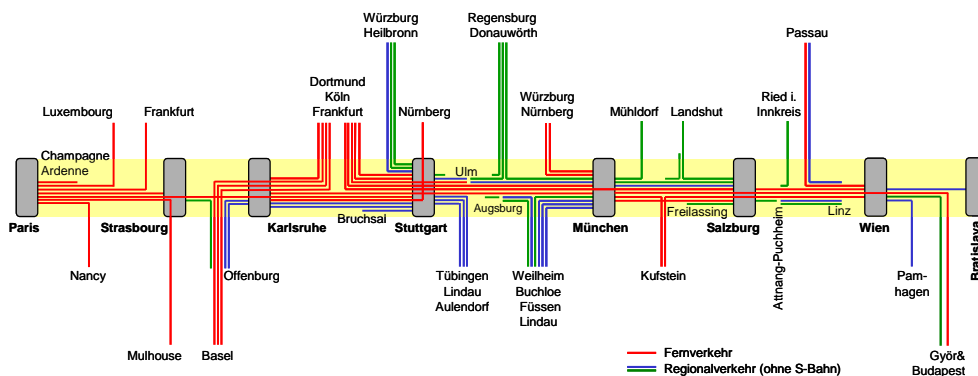 Würzburg
Heilbronn
Regensburg
Donauwörth
Passau
Dortmund
Köln
Frankfurt
Luxembourg
Frankfurt
Nürnberg
Würzburg
Nürnberg
Mühldorf
Landshut
Ried i.
Innkreis
Champagne
Ardenne
Ulm
Augsburg
Bruchsal
Freilassing
Linz
Paris
Strasbourg
Karlsruhe
Stuttgart
München
Salzburg
Attnang-Puchheim
Wien
Bratislava
Nancy
Offenburg
Tübingen
Lindau
Aulendorf
Weilheim
Buchloe
Füssen
Lindau
Kufstein
Pam-
hagen
Mulhouse
Basel
Györ&
Budapest
Fernverkehr
Regionalverkehr (ohne S-Bahn)